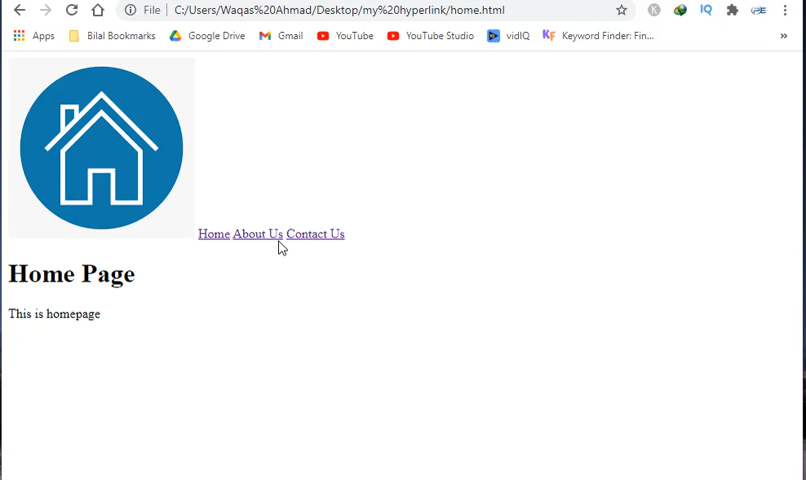 File C:/Users/Waqas%20Ahmad/Desktop/my%20hyperlink/home.html
Apps Bilal Bookmarks Google Drive Gmail YouTube YouTube Studio vidIQ Keyword Finder: Fin... »
Home About Us Contact Us
Home Page
This is homepage